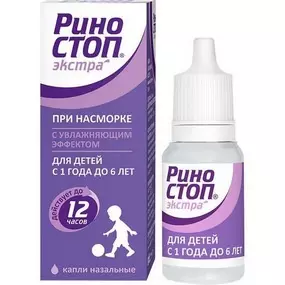 Рино
СТОП®
экстра
ПРИ НАСМОРКЕ
С УВЛАЖНЯЮЩИМ
ЭФФЕКТОМ
ДЛЯ ДЕТЕЙ
С 1 ГОДА ДО 6 ЛЕТ
ДЕЙСТВУЕТ ДО
12
ЧАСОВ
капли назальные
Рино
СТОП®
экстра
ДЛЯ ДЕТЕЙ
С 1 ГОДА ДО 6 ЛЕТ